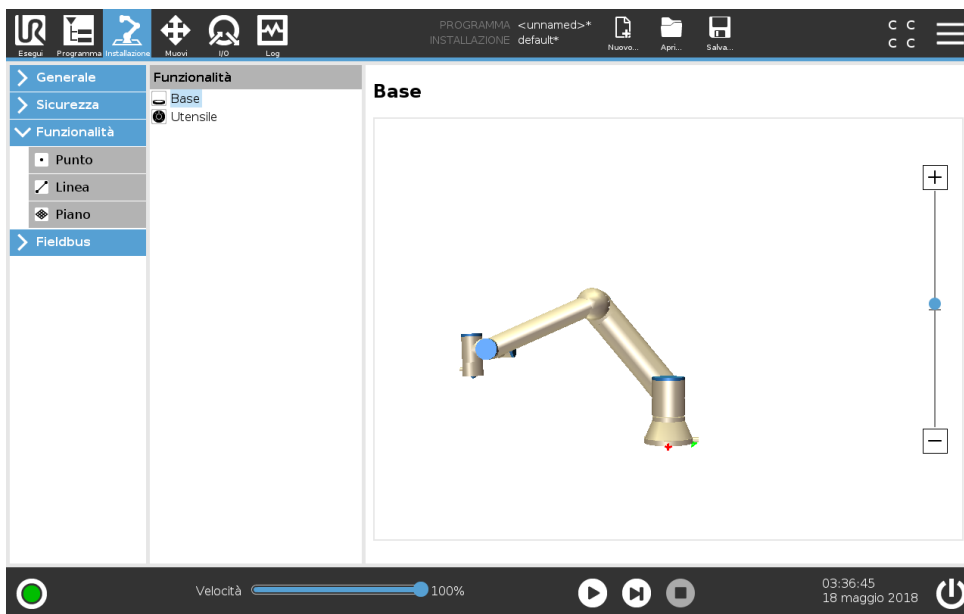 PROGRAMMA <unnamed>*
INSTALLAZIONE default*
Esegui Programma Installazione Muovi I/O Log Nuovo... Apri... Salva...
C C
C C
Generale
Sicurezza
Funzionalità
Punto
Linea
Piano
Fieldbus
Funzionalità
Base
Utensile
Base
+
−
Velocità 100%
03:36:45
18 maggio 2018